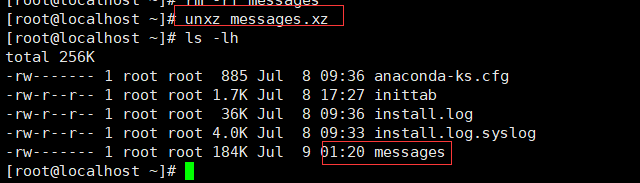 [root@localhost ~]# rm -rf messages
[root@localhost ~]# unxz messages.xz
[root@localhost ~]# ls -lh
total 256K
-rw------- 1 root root  885 Jul  8 09:36 anaconda-ks.cfg
-rw-r--r-- 1 root root 1.7K Jul  8 17:27 inittab
-rw-r--r-- 1 root root  36K Jul  8 09:36 install.log
-rw-r--r-- 1 root root 4.0K Jul  8 09:33 install.log.syslog
-rw------- 1 root root 184K Jul  9 01:20 messages
[root@localhost ~]#